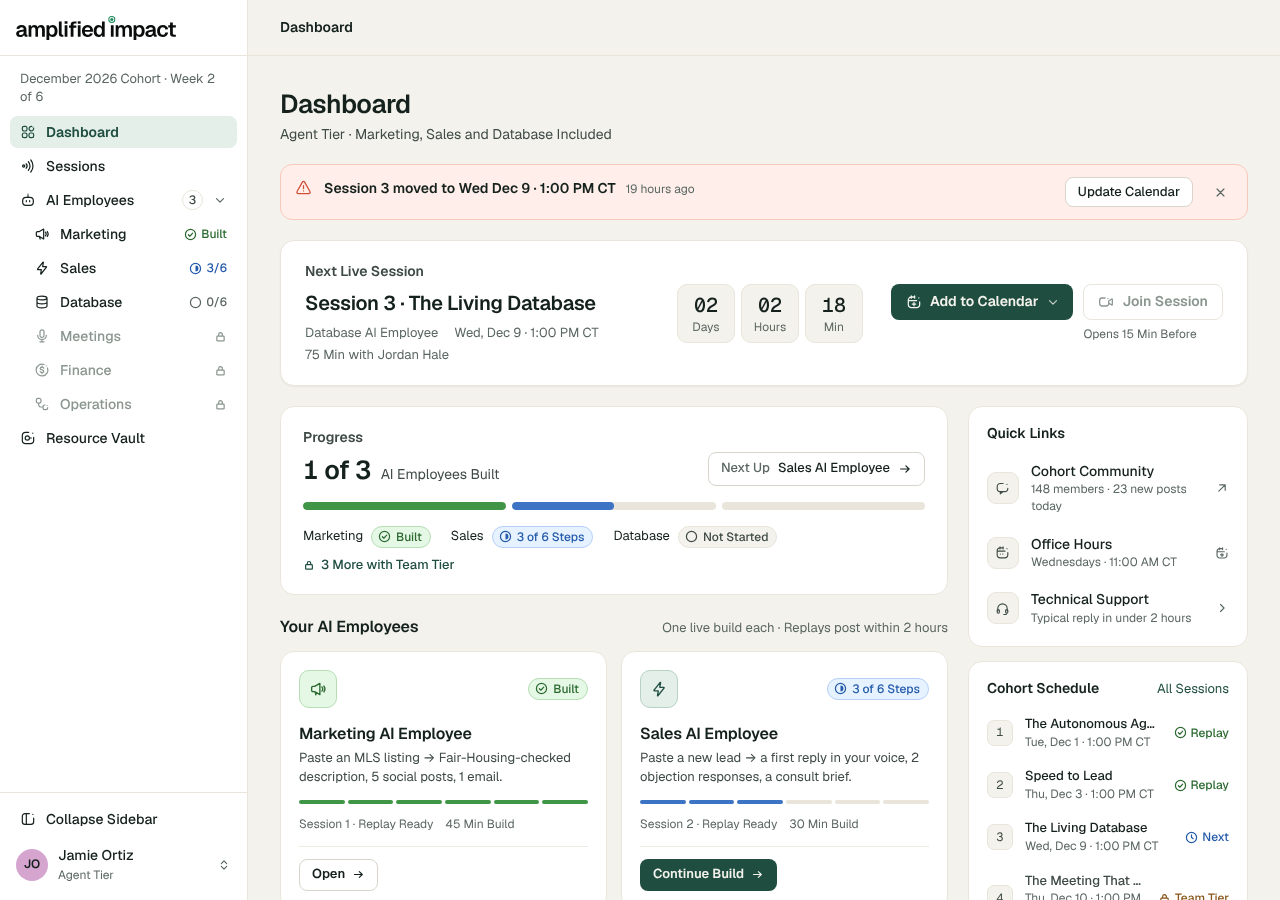 amplified impact
December 2026 Cohort · Week 2
of 6
Dashboard
Sessions
AI Employees 3
Marketing Built
Sales 3/6
Database 0/6
Meetings
Finance
Operations
Resource Vault
Collapse Sidebar
JO
Jamie Ortiz
Agent Tier
Dashboard
Dashboard
Agent Tier · Marketing, Sales and Database Included
Session 3 moved to Wed Dec 9 · 1:00 PM CT 19 hours ago
Update Calendar
Next Live Session
Session 3 · The Living Database
Database AI Employee Wed, Dec 9 · 1:00 PM CT
75 Min with Jordan Hale
02 Days
02 Hours
18 Min
Add to Calendar
Join Session
Opens 15 Min Before
Progress
1 of 3 AI Employees Built
Next Up Sales AI Employee →
Marketing Built Sales 3 of 6 Steps Database Not Started
3 More with Team Tier
Your AI Employees
One live build each · Replays post within 2 hours
Built
Marketing AI Employee
Paste an MLS listing → Fair-Housing-checked
description, 5 social posts, 1 email.
Session 1 · Replay Ready 45 Min Build
Open →
3 of 6 Steps
Sales AI Employee
Paste a new lead → a first reply in your voice, 2
objection responses, a consult brief.
Session 2 · Replay Ready 30 Min Build
Continue Build →
Quick Links
Cohort Community
148 members · 23 new posts
today
Office Hours
Wednesdays · 11:00 AM CT
Technical Support
Typical reply in under 2 hours
Cohort Schedule All Sessions
1 The Autonomous Ag…
Tue, Dec 1 · 1:00 PM CT
Replay
2 Speed to Lead
Thu, Dec 3 · 1:00 PM CT
Replay
3 The Living Database
Wed, Dec 9 · 1:00 PM CT
Next
4 The Meeting That …
Thu, Dec 10 · 1:00 PM
Team Tier